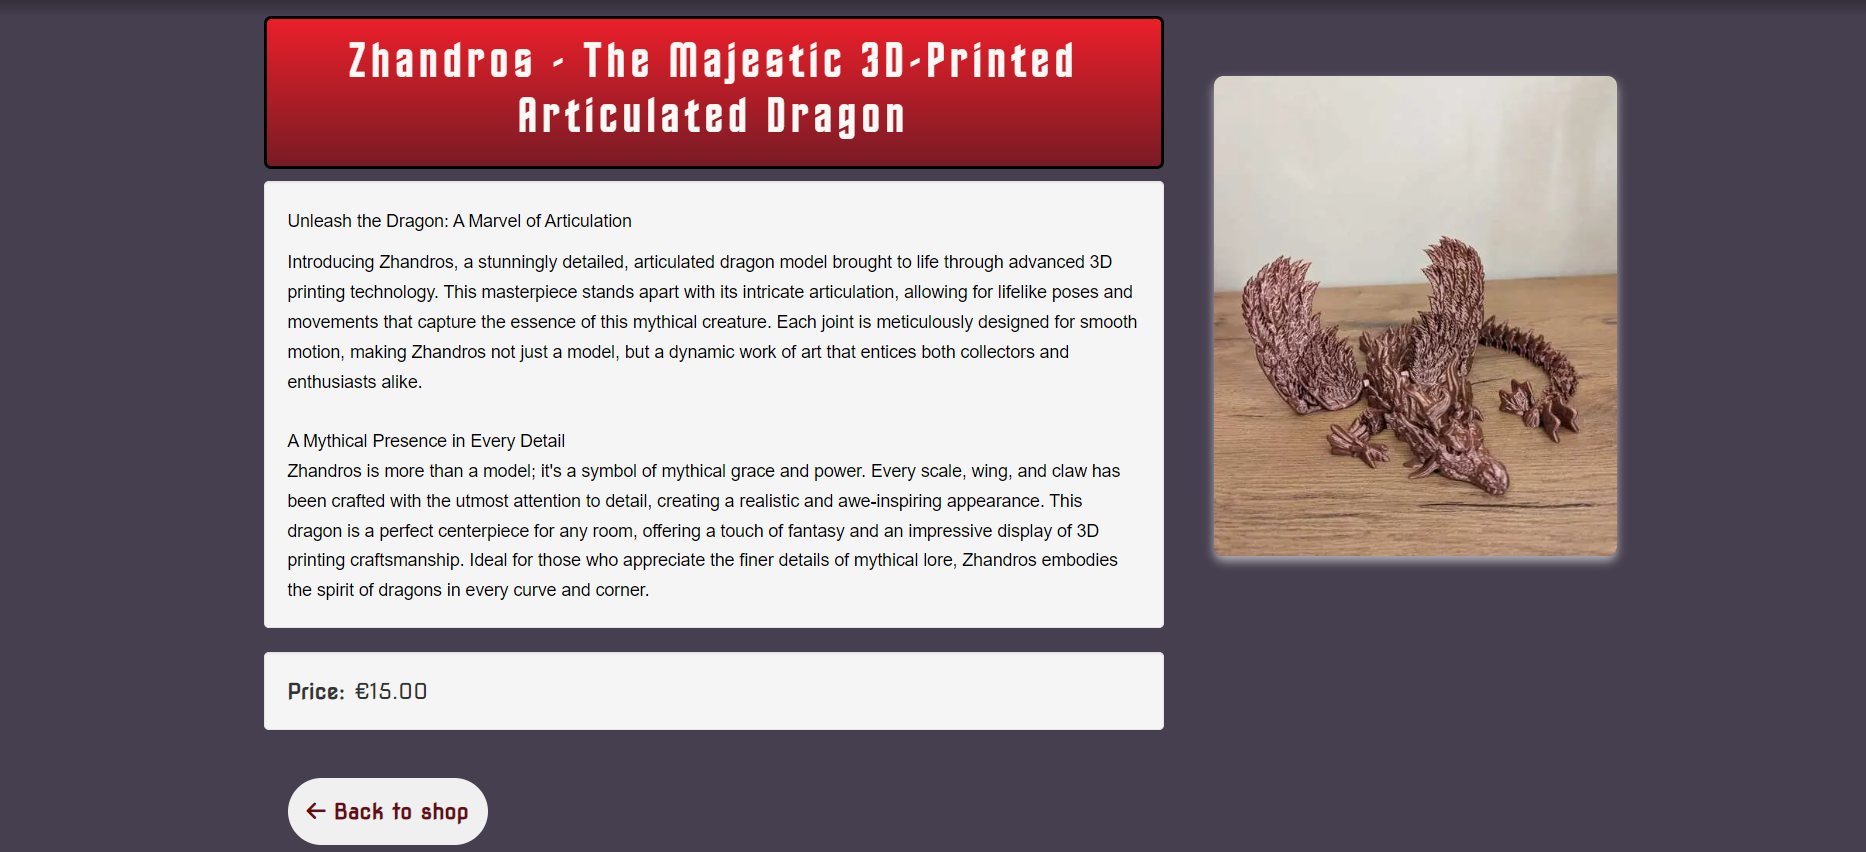 Zhandros - The Majestic 3D-Printed
Articulated Dragon
Unleash the Dragon: A Marvel of Articulation
Introducing Zhandros, a stunningly detailed, articulated dragon model brought to life through advanced 3D
printing technology. This masterpiece stands apart with its intricate articulation, allowing for lifelike poses and
movements that capture the essence of this mythical creature. Each joint is meticulously designed for smooth
motion, making Zhandros not just a model, but a dynamic work of art that entices both collectors and
enthusiasts alike.
A Mythical Presence in Every Detail
Zhandros is more than a model; it's a symbol of mythical grace and power. Every scale, wing, and claw has
been crafted with the utmost attention to detail, creating a realistic and awe-inspiring appearance. This
dragon is a perfect centerpiece for any room, offering a touch of fantasy and an impressive display of 3D
printing craftsmanship. Ideal for those who appreciate the finer details of mythical lore, Zhandros embodies
the spirit of dragons in every curve and corner.
Price: €15.00
← Back to shop